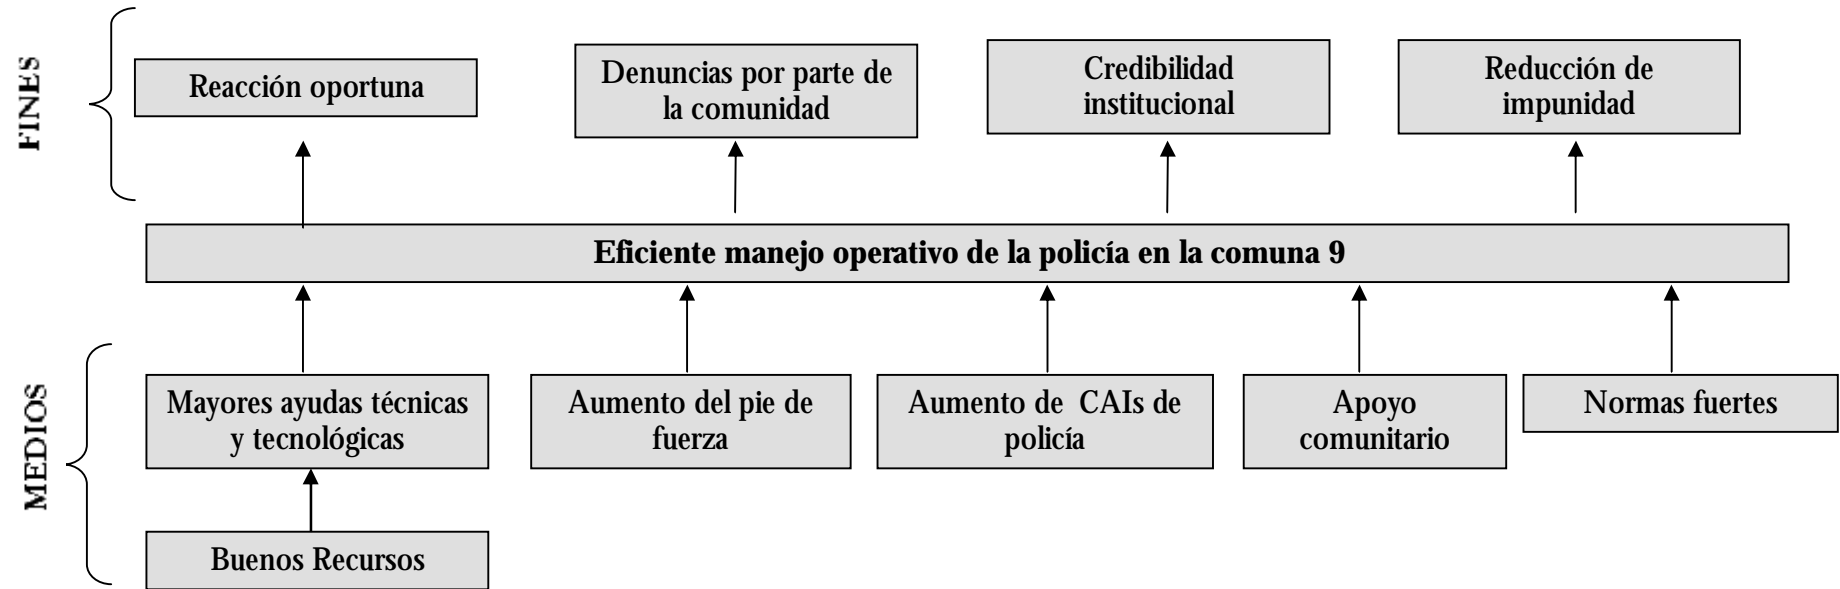 FINES
Reacción oportuna
Denuncias por parte de
la comunidad
Credibilidad
institucional
Reducción de
impunidad
Eficiente manejo operativo de la policía en la comuna 9
MEDIOS
Mayores ayudas técnicas
y tecnológicas
Aumento del pie de
fuerza
Aumento de CAIs de
policía
Apoyo
comunitario
Normas fuertes
Buenos Recursos